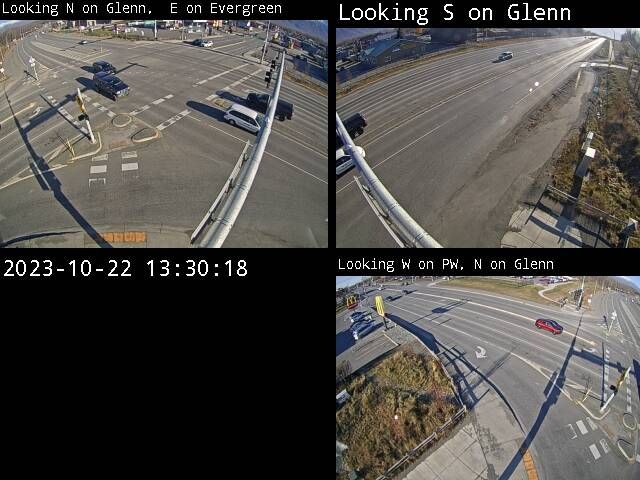 Looking N on Glenn,  E on Evergreen
Looking S on Glenn
2023-10-22 13:30:18
Looking W on PW, N on Glenn